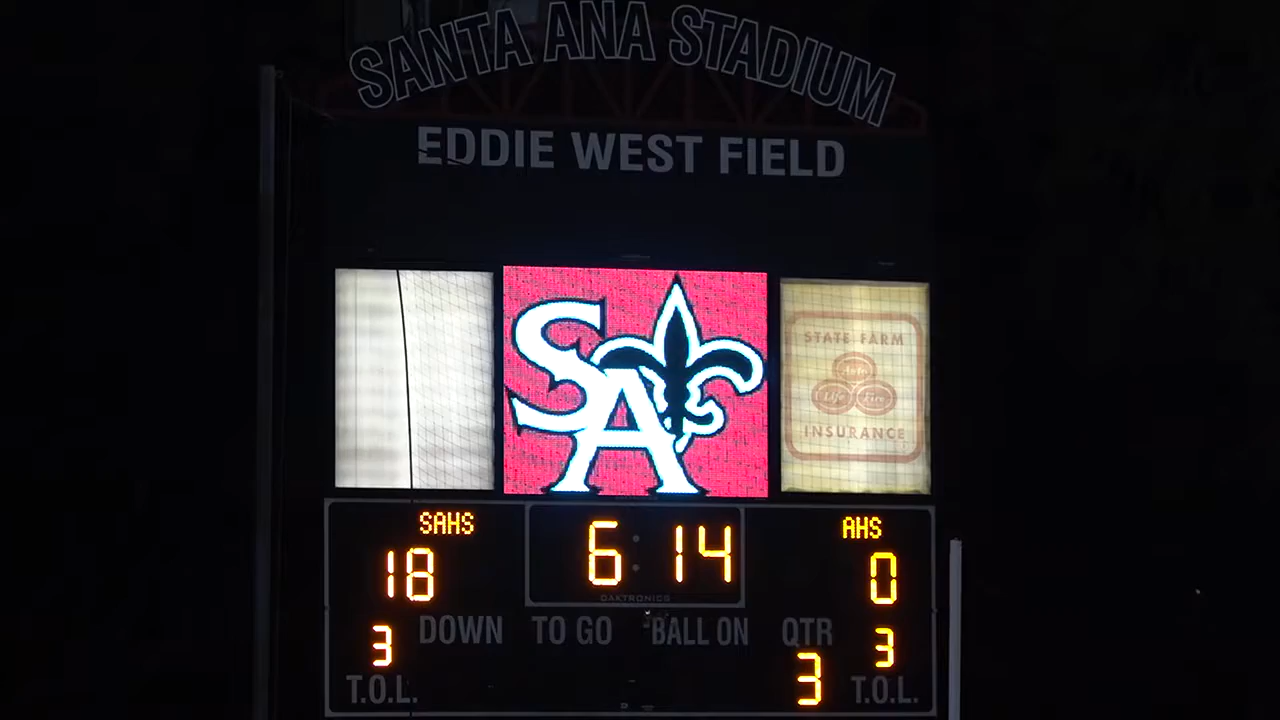 SANTA ANA STADIUM
EDDIE WEST FIELD
SA
STATE FARM
Auto
Life Fire
INSURANCE
SAHS
6:14
AHS
18
0
DAKTRONICS
DOWN TO GO BALL ON QTR
3
3
3
T.O.L.
T.O.L.